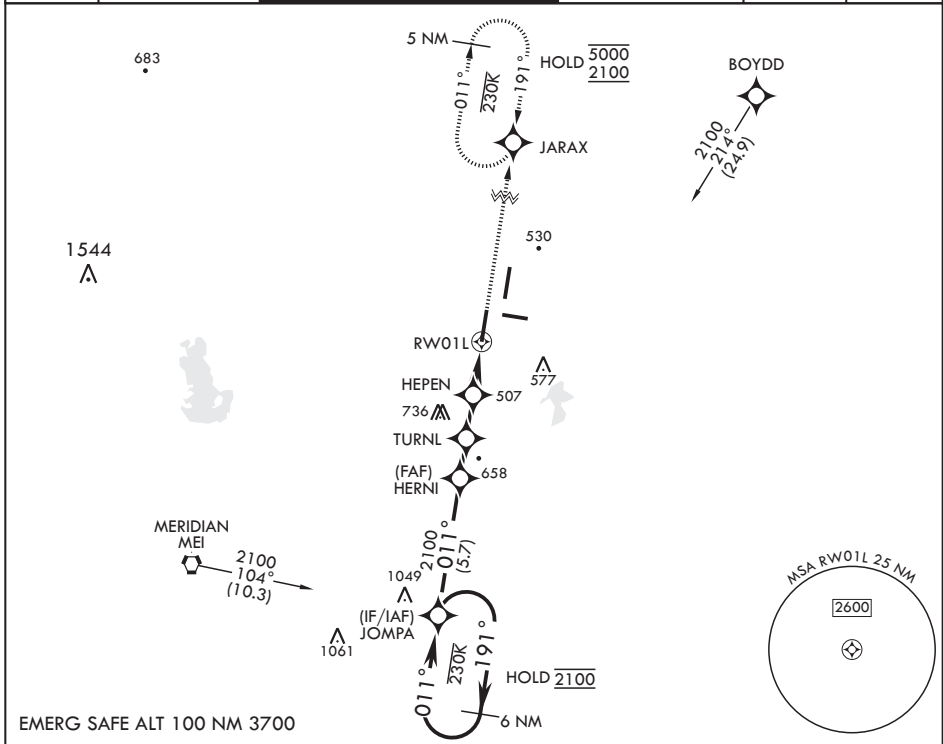 5 NM
HOLD 5000
2100
011°
230K
191°
683
BOYDD
2100
214°
(24.9)
JARAX
1544
530
RW01L
577
HEPEN
507
736
TURNL
(FAF)
HERNI
658
MERIDIAN
MEI
2100
104°
(10.3)
2100
011°
(5.7)
1049
(IF/IAF)
JOMPA
1061
011°
230K
191°
HOLD 2100
6 NM
MSA RW01L 25 NM
2600
EMERG SAFE ALT 100 NM 3700